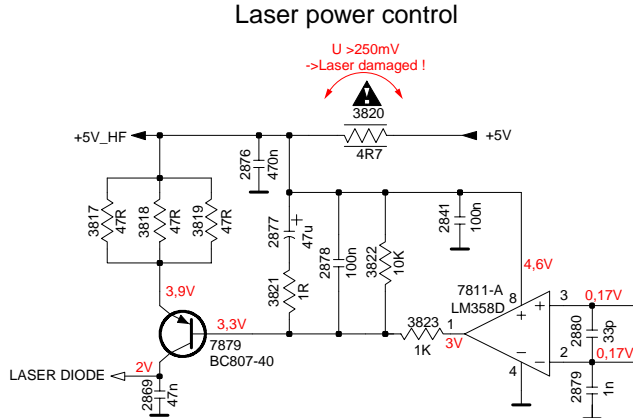 Laser power control
U >250mV
->Laser damaged !
3820
+5V_HF
+5V
4R7
2876
470n
3817
47R
3818
47R
3819
47R
2877
47u
+
2878
100n
3822
10K
2841
100n
3821
1R
4,6V
3,9V
7811-A
LM358D
8
3
0,17V
+
+
3,3V
3823
1
3V
1K
2880
33p
7879
BC807-40
−
−
2
0,17V
4
2V
LASER DIODE
2869
47n
2879
1n